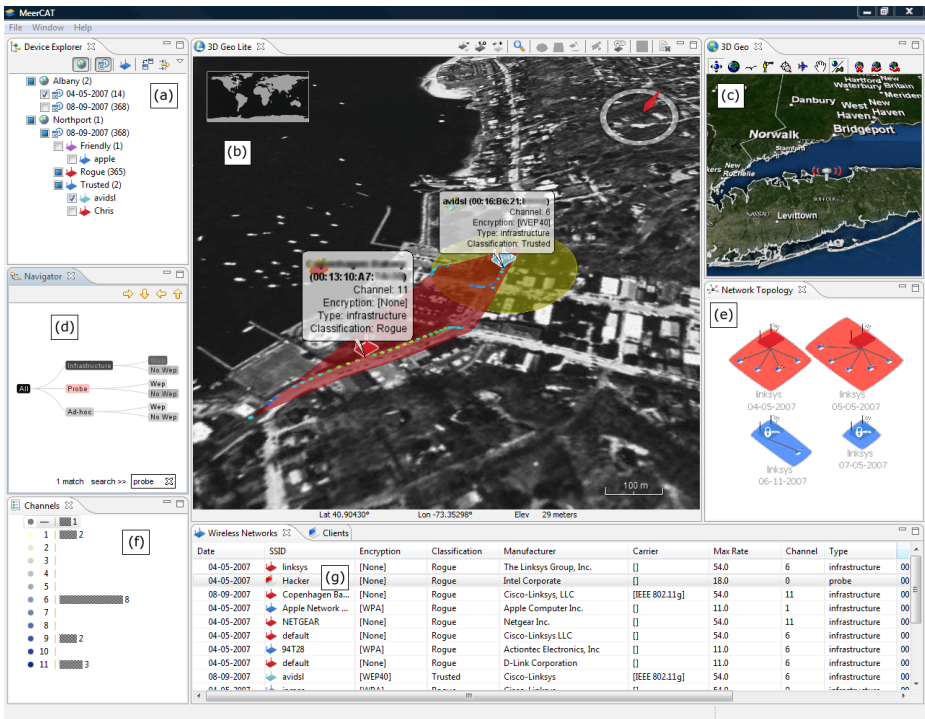 MeerCAT
File Window Help
Device Explorer
Albany (2)
04-05-2007 (14)
08-09-2007 (368)
Northport (1)
08-09-2007 (368)
Friendly (1)
apple
Rogue (365)
Trusted (2)
avidsl
Chris
(a)
3D Geo Lite
(b)
avidsl (00:16:B6:21:I )
Channel: 6
Encryption: [WEP40]
Type: infrastructure
Classification: Trusted
Copenhagen Bakery
(00:13:10:A7: )
Channel: 11
Encryption: [None]
Type: infrastructure
Classification: Rogue
100 m
Lat 40.90430° Lon -73.35298° Elev 29 meters
3D Geo
(c)
Hartford New
Waterbury Britain
Meriden
Danbury West New
Haven Haven
Norwalk Bridgeport
Stamford
New
Rochelle
Levittown
Navigator
(d)
All
Infrastructure
No Wep
Probe
Wep
No Wep
Ad-hoc
Wep
No Wep
1 match search >> probe
Network Topology
(e)
linksys linksys
04-05-2007 05-05-2007
linksys linksys
06-11-2007 07-05-2007
Channels
(f)
— 1
1 2
2
3
4
5
6 8
7
8
9 2
10
11 3
Wireless Networks Clients
(g)
Date SSID Encryption Classification Manufacturer Carrier Max Rate Channel Type
04-05-2007 linksys [None] Rogue The Linksys Group, Inc. [] 54.0 6 infrastructure 00
04-05-2007 Hacker [None] Rogue Intel Corporate [] 18.0 0 probe 00
08-09-2007 Copenhagen Ba... [None] Rogue Cisco-Linksys, LLC [IEEE 802.11g] 54.0 11 infrastructure 00
04-05-2007 Apple Network ... [WPA] Rogue Apple Computer Inc. [] 11.0 1 infrastructure 00
04-05-2007 NETGEAR [None] Rogue Netgear Inc. [] 54.0 11 infrastructure 00
04-05-2007 default [None] Rogue Cisco-Linksys LLC [] 54.0 6 infrastructure 00
04-05-2007 94T28 [WPA] Rogue Actiontec Electronics, Inc [] 11.0 6 infrastructure 00
04-05-2007 default [None] Rogue D-Link Corporation [] 54.0 6 infrastructure 00
08-09-2007 avidsl [WEP40] Trusted Cisco-Linksys [IEEE 802.11g] 54.0 6 infrastructure 00